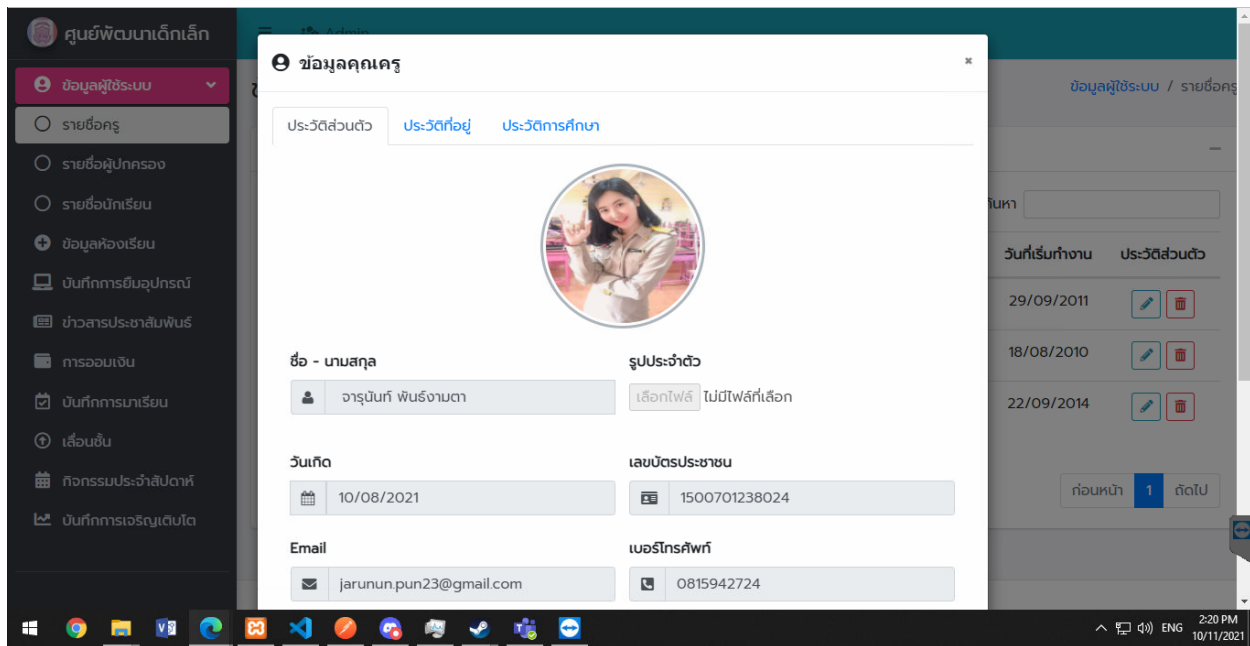 ศูนย์พัฒนาเด็กเล็ก
Admin
ข้อมูลผู้ใช้ระบบ
รายชื่อครู
รายชื่อผู้ปกครอง
รายชื่อนักเรียน
ข้อมูลห้องเรียน
บันทึกการยืมอุปกรณ์
ข่าวสารประชาสัมพันธ์
การออมเงิน
บันทึกการมาเรียน
เลื่อนชั้น
กิจกรรมประจำสัปดาห์
บันทึกการเจริญเติบโต
ข้อมูลคุณครู
×
ประวัติส่วนตัว ประวัติที่อยู่ ประวัติการศึกษา
ชื่อ - นามสกุล รูปประจำตัว
จารุนันท์ พันธ์งามตา เลือกไฟล์ ไม่มีไฟล์ที่เลือก
วันเกิด เลขบัตรประชาชน
10/08/2021 1500701238024
Email เบอร์โทรศัพท์
jarunun.pun23@gmail.com 0815942724
ข้อมูลผู้ใช้ระบบ / รายชื่อครู
วันที่เริ่มทำงาน ประวัติส่วนตัว
29/09/2011
18/08/2010
22/09/2014
ก่อนหน้า 1 ถัดไป
ENG 2:20 PM
10/11/2021